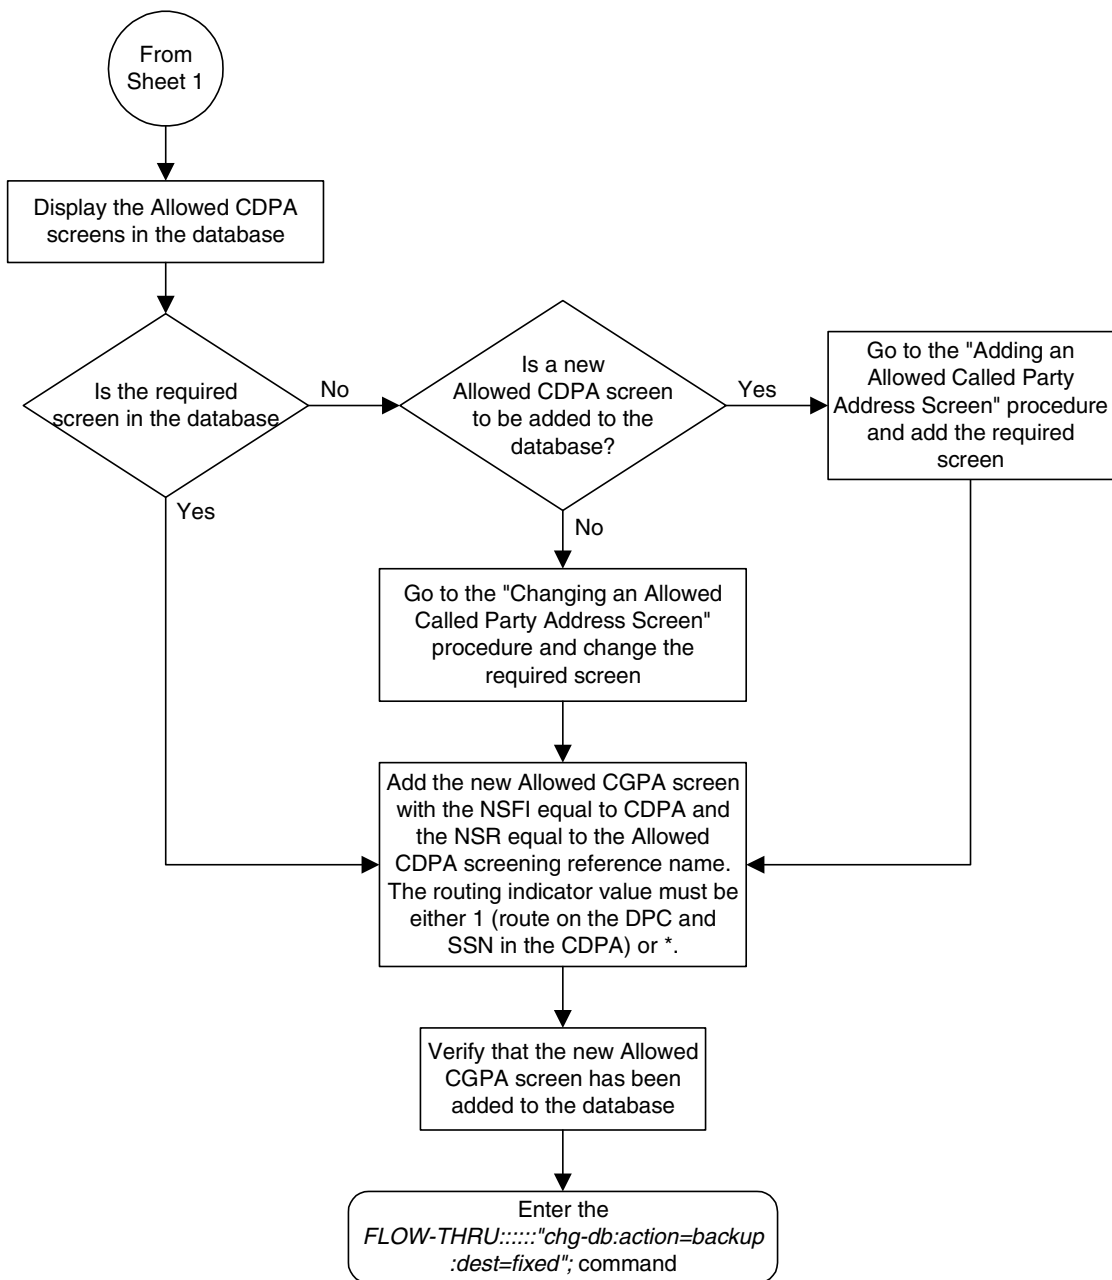 From
Sheet 1
Display the Allowed CDPA
screens in the database
Is the required
screen in the database
No
Yes
Is a new
Allowed CDPA screen
to be added to the
database?
Yes
No
Go to the "Adding an
Allowed Called Party
Address Screen" procedure
and add the required
screen
Go to the "Changing an Allowed
Called Party Address Screen"
procedure and change the
required screen
Add the new Allowed CGPA screen
with the NSFI equal to CDPA and
the NSR equal to the Allowed
CDPA screening reference name.
The routing indicator value must be
either 1 (route on the DPC and
SSN in the CDPA) or *.
Verify that the new Allowed
CGPA screen has been
added to the database
Enter the
FLOW-THRU::::::"chg-db:action=backup
:dest=fixed"; command